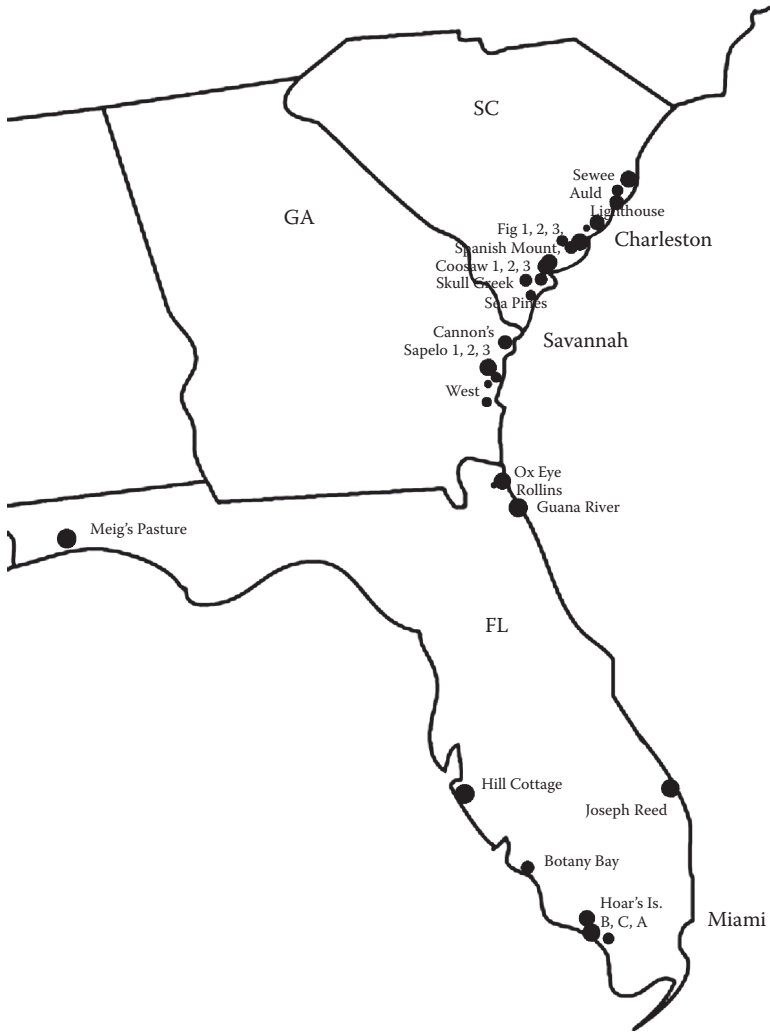 SC
Sewee
Auld
Lighthouse
GA
Fig 1, 2, 3,
Charleston
Spanish Mount,
Coosaw 1, 2, 3
Skull Creek
Sea Pines
Cannon's
Savannah
Sapelo 1, 2, 3
West
Ox Eye
Rollins
Guana River
Meig's Pasture
FL
Hill Cottage
Joseph Reed
Botany Bay
Hoar's Is.
B, C, A
Miami